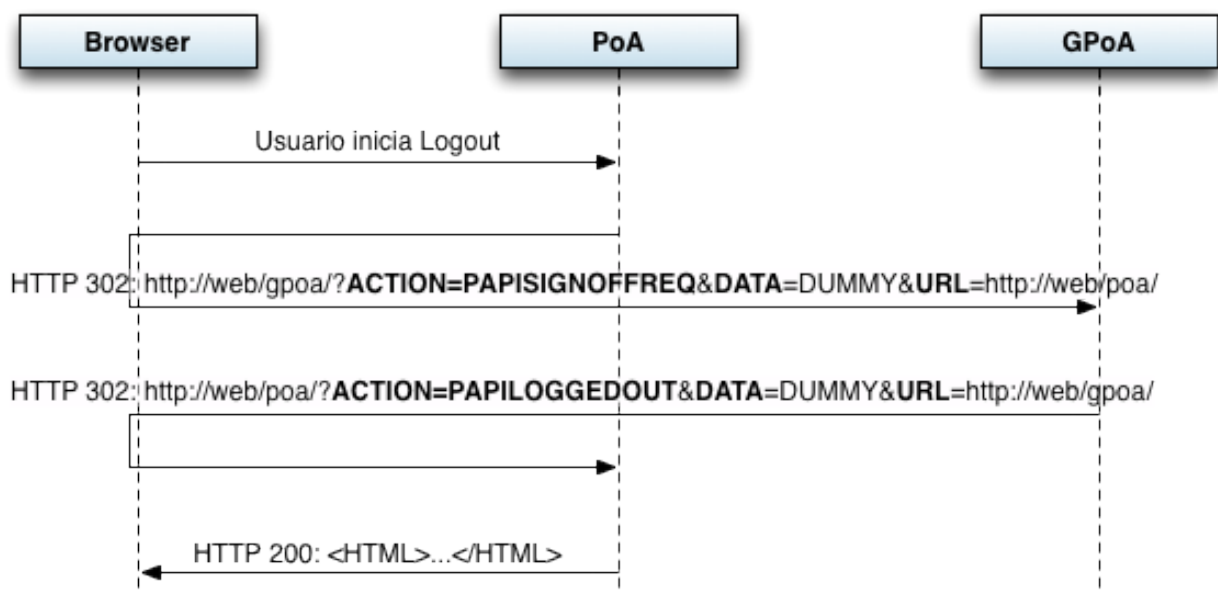 Browser
PoA
GPoA
Usuario inicia Logout
HTTP 302: http://web/gpoa/?ACTION=PAPISIGNOFFREQ&DATA=DUMMY&URL=http://web/poa/
HTTP 302: http://web/poa/?ACTION=PAPILOGGEDOUT&DATA=DUMMY&URL=http://web/gpoa/
HTTP 200: <HTML>...</HTML>